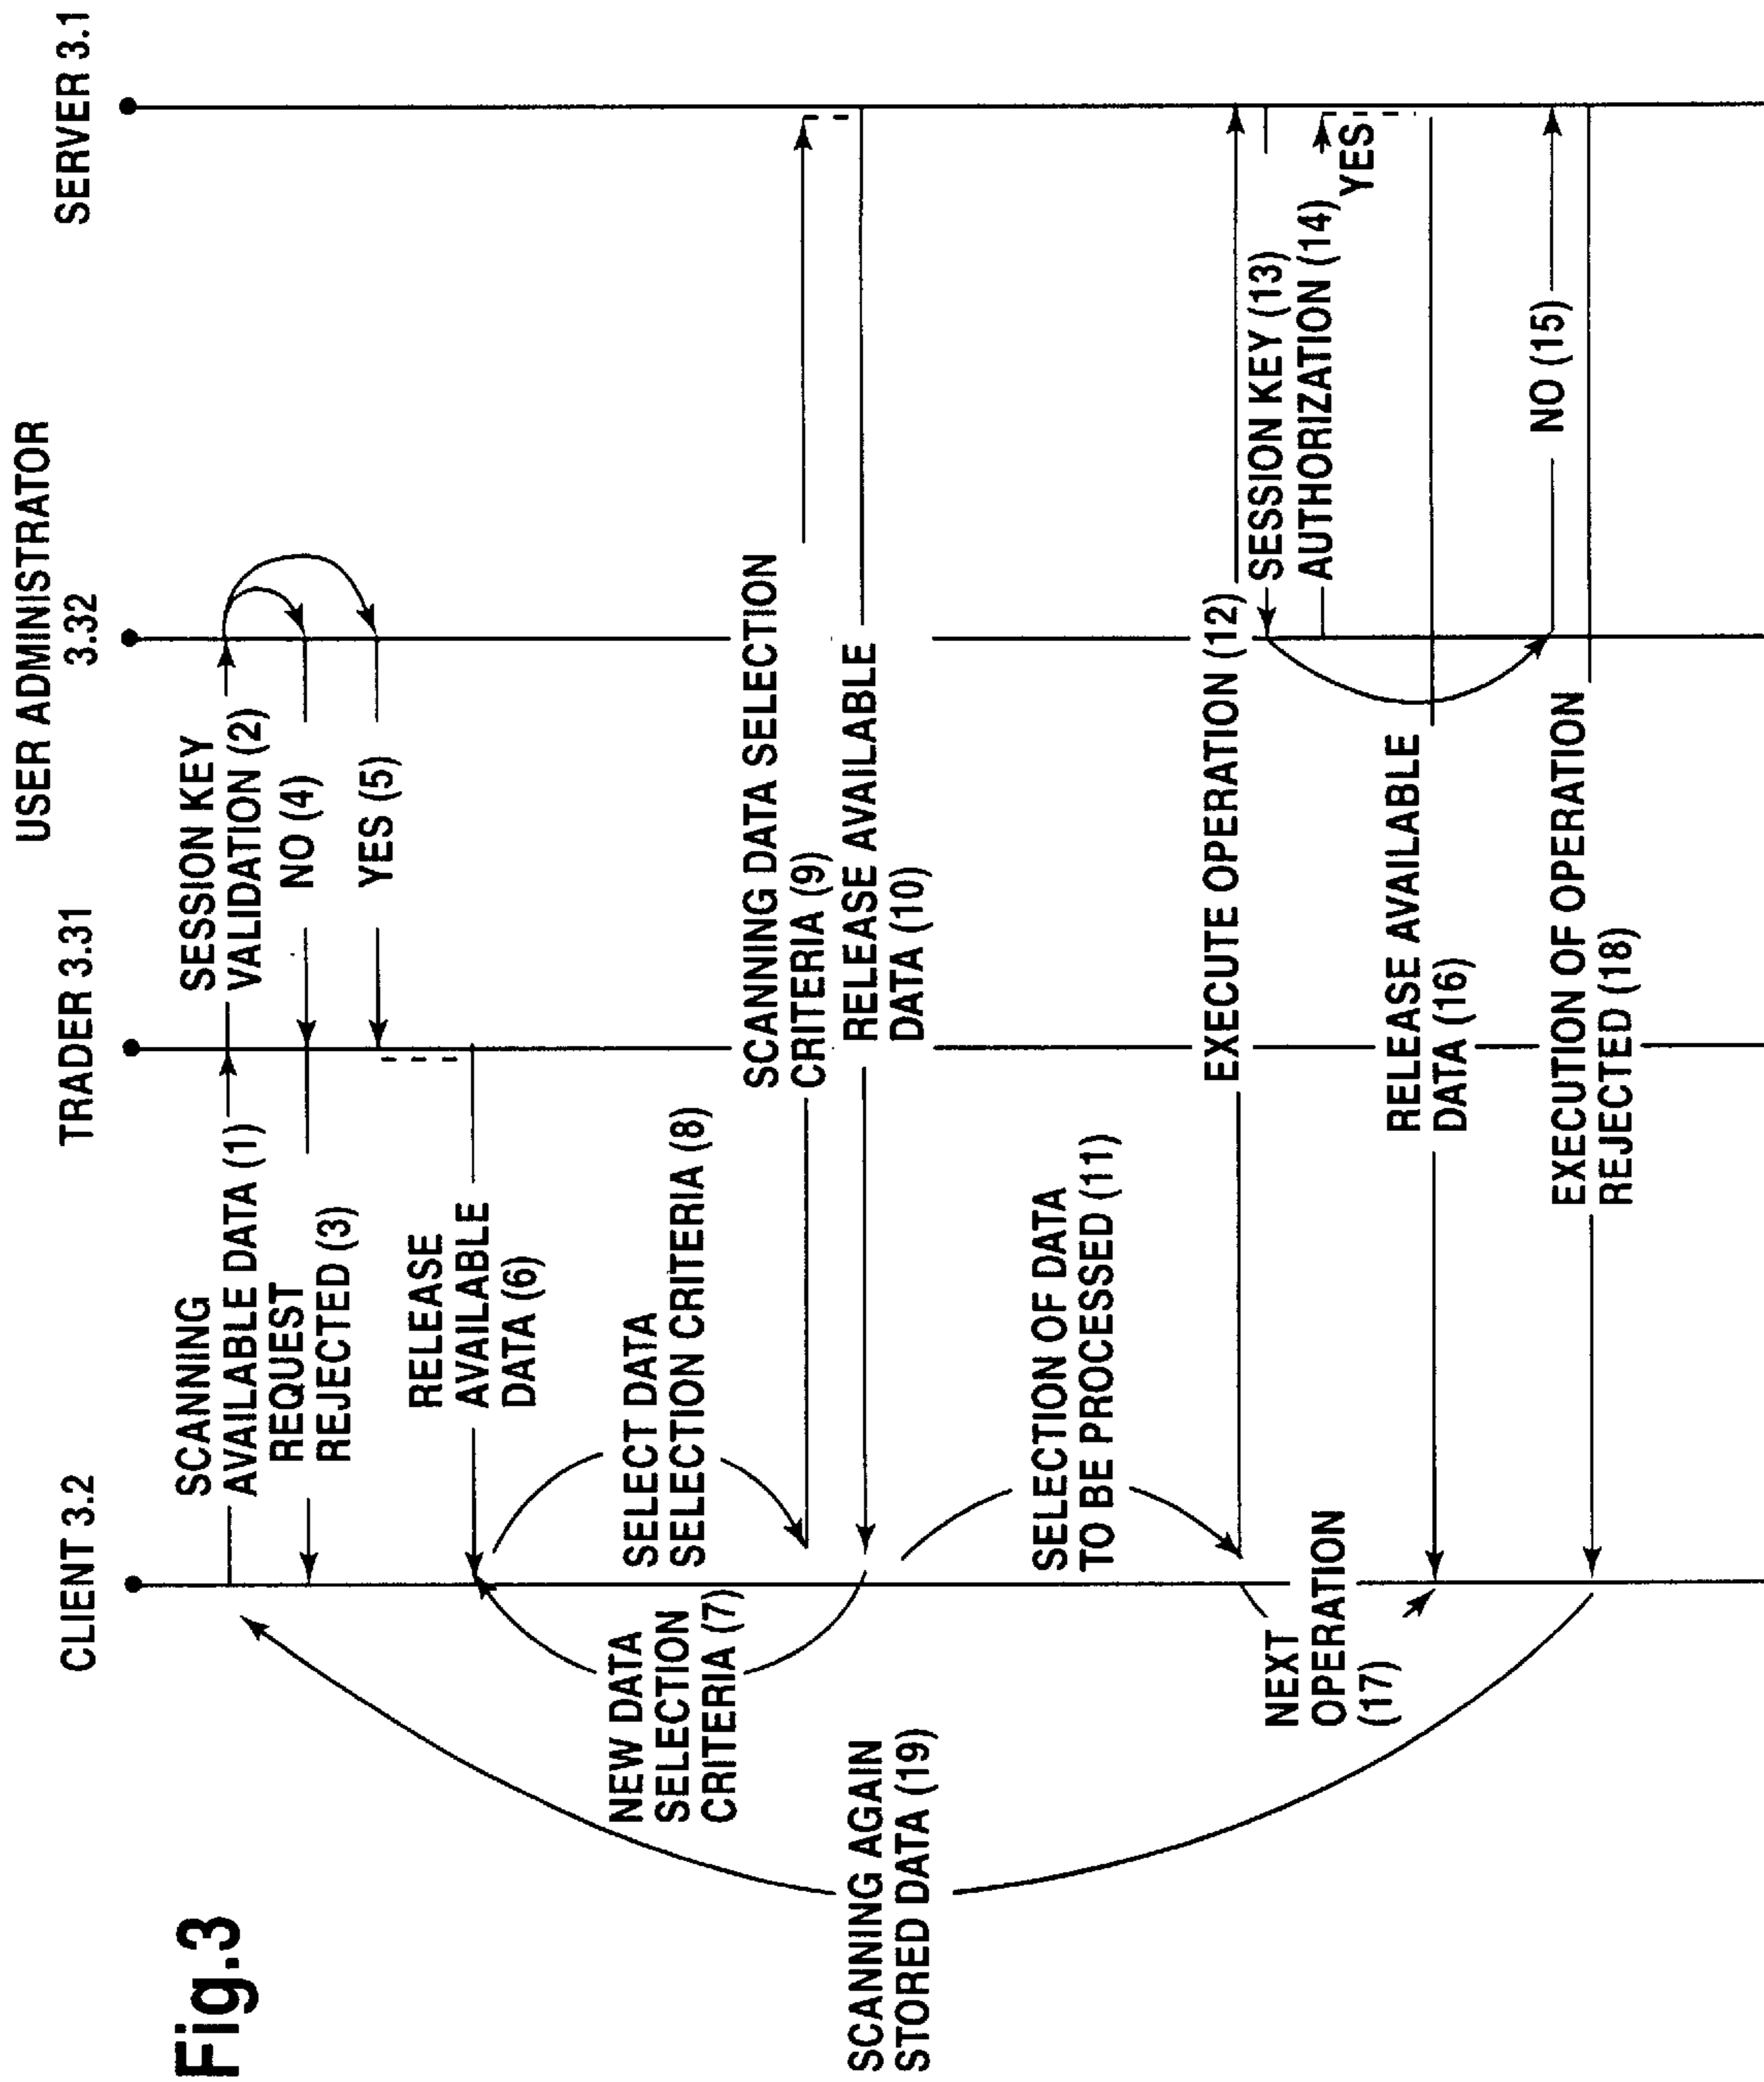 Fig.3
CLIENT 3.2
TRADER 3.31
USER ADMINISTRATOR
3.32
SERVER 3.1
SCANNING
AVAILABLE DATA (1)
SESSION KEY
VALIDATION (2)
REQUEST
REJECTED (3)
NO (4)
YES (5)
RELEASE
AVAILABLE
DATA (6)
NEW DATA
SELECTION
CRITERIA (7)
SELECT DATA
SELECTION CRITERIA (8)
SCANNING DATA SELECTION
CRITERIA (9)
RELEASE AVAILABLE
DATA (10)
SCANNING AGAIN
STORED DATA (19)
SELECTION OF DATA
TO BE PROCESSED (11)
EXECUTE OPERATION (12)
SESSION KEY (13)
AUTHORIZATION (14)
YES
NEXT
OPERATION
(17)
RELEASE AVAILABLE
DATA (16)
NO (15)
EXECUTION OF OPERATION
REJECTED (18)